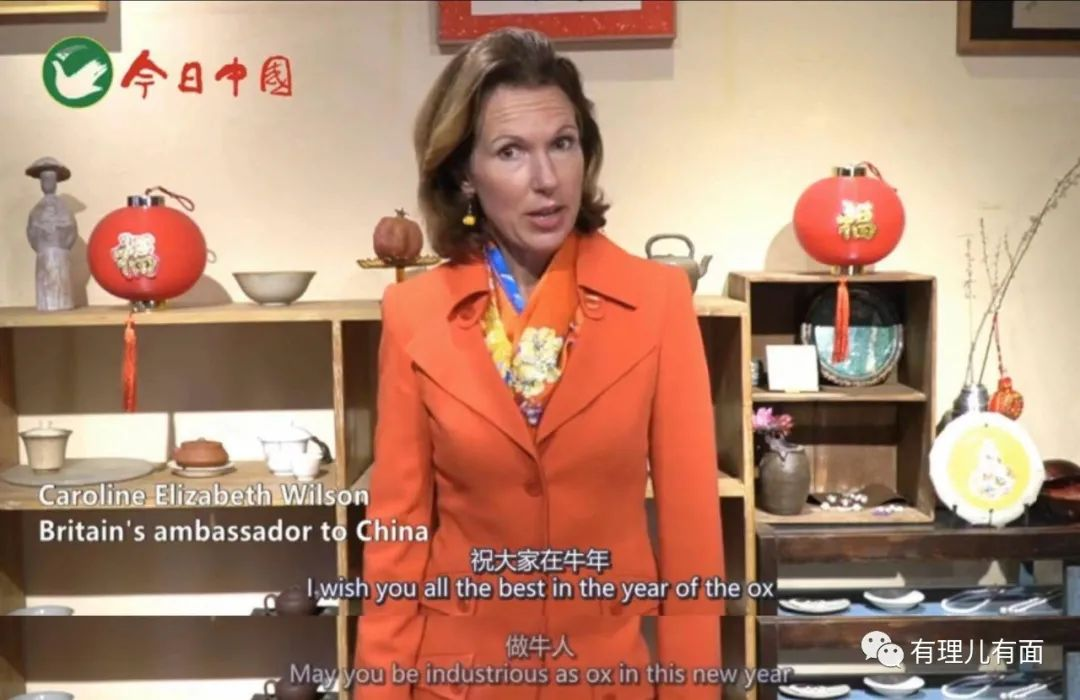 今日中國
福
福
Caroline Elizabeth Wilson
Britain's ambassador to China
祝大家在牛年
I wish you all the best in the year of the ox
做牛人
May you be industrious as ox in this new year
有理儿有面